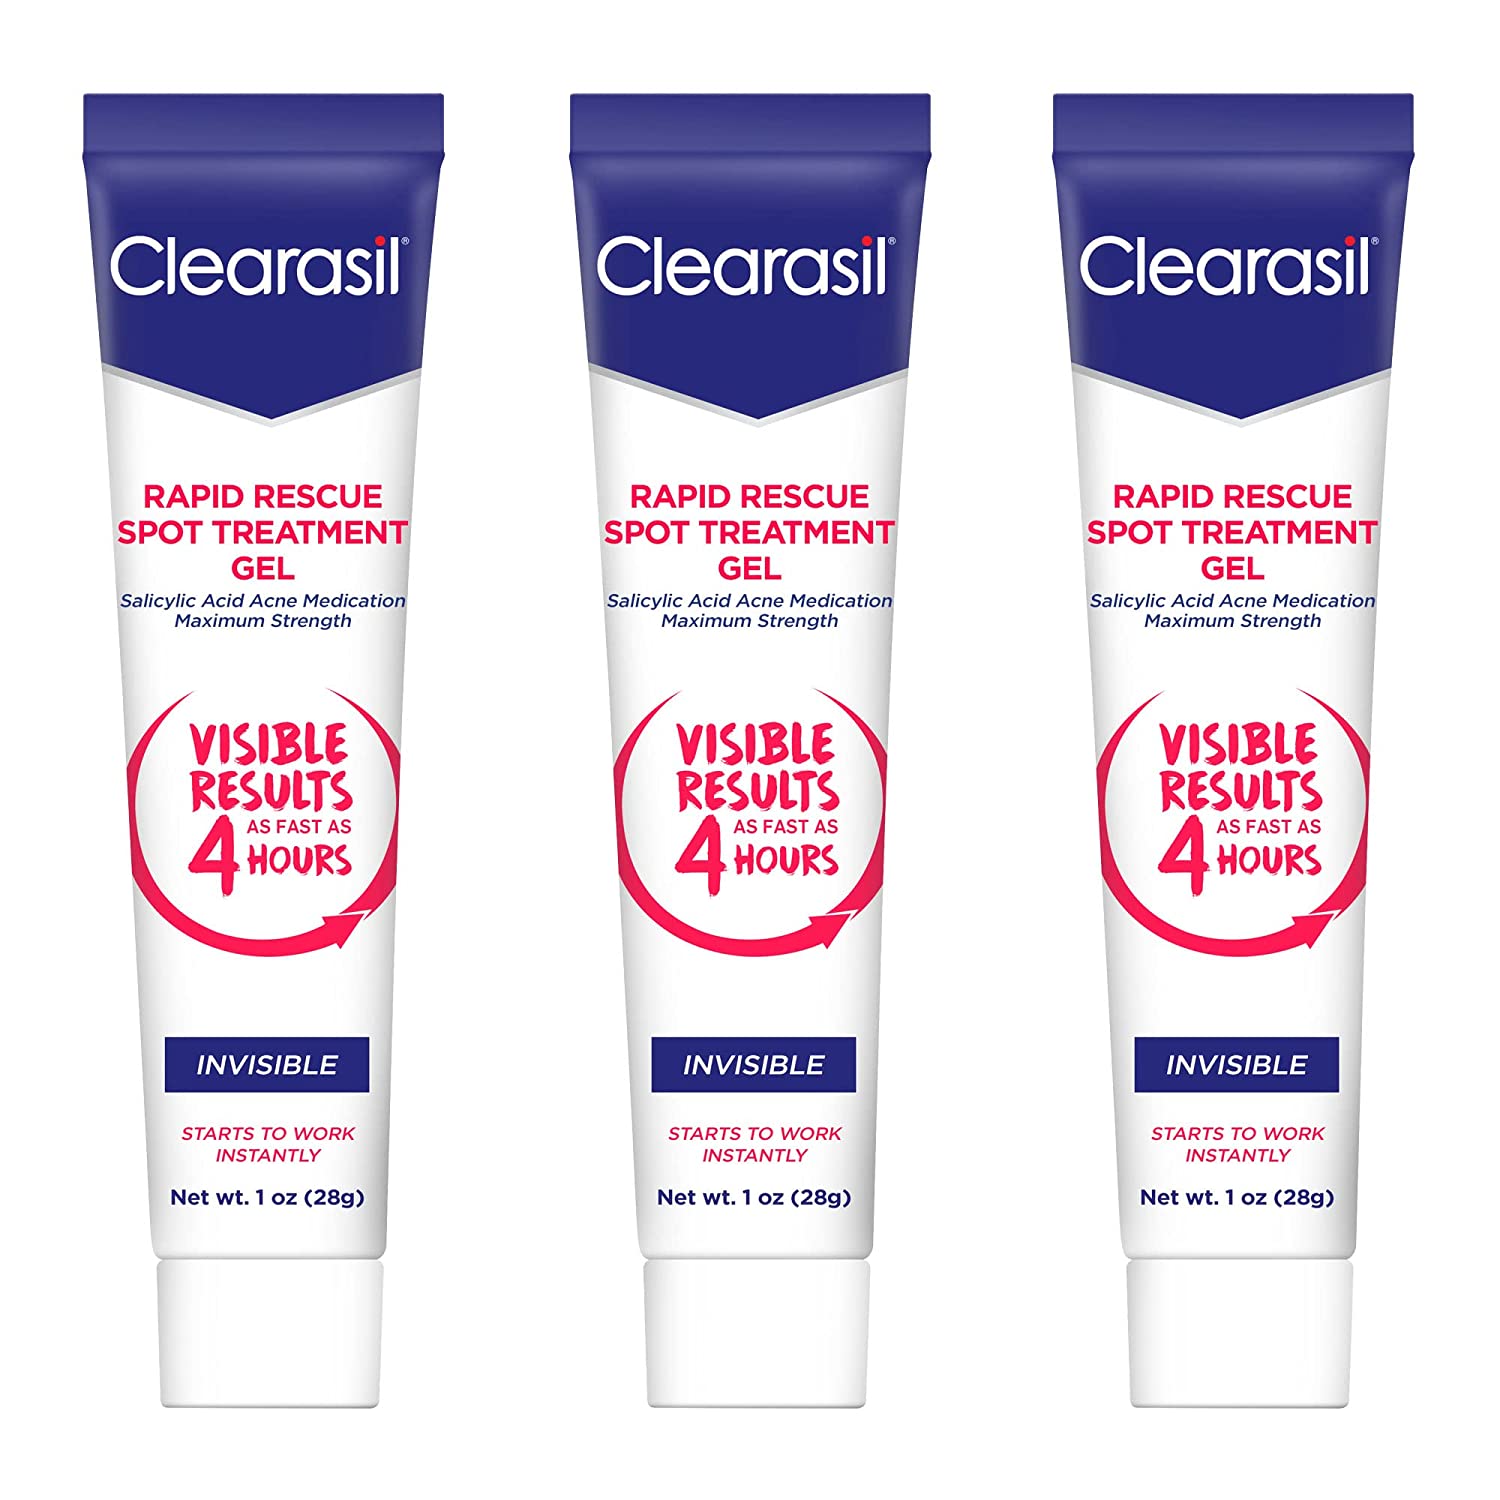 Clearasil®
RAPID RESCUE
SPOT TREATMENT
GEL
Salicylic Acid Acne Medication
Maximum Strength
VISIBLE
RESULTS
AS FAST AS
4 HOURS
INVISIBLE
STARTS TO WORK
INSTANTLY
Net wt. 1 oz (28g)
Clearasil®
RAPID RESCUE
SPOT TREATMENT
GEL
Salicylic Acid Acne Medication
Maximum Strength
VISIBLE
RESULTS
AS FAST AS
4 HOURS
INVISIBLE
STARTS TO WORK
INSTANTLY
Net wt. 1 oz (28g)
Clearasil®
RAPID RESCUE
SPOT TREATMENT
GEL
Salicylic Acid Acne Medication
Maximum Strength
VISIBLE
RESULTS
AS FAST AS
4 HOURS
INVISIBLE
STARTS TO WORK
INSTANTLY
Net wt. 1 oz (28g)